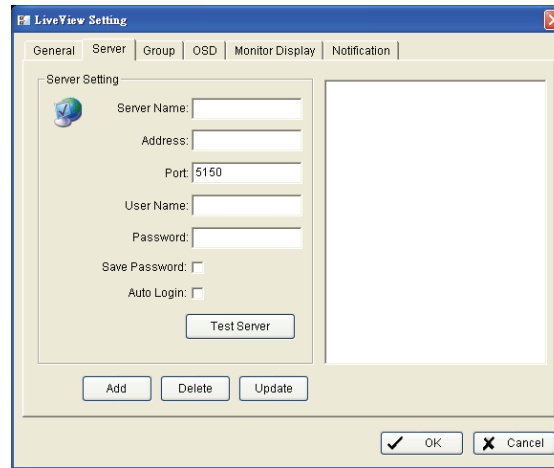 LiveView Setting
General Server Group OSD Monitor Display Notification
Server Setting
Server Name:
Address:
Port: 5150
User Name:
Password:
Save Password:
Auto Login:
Test Server
Add Delete Update
OK Cancel